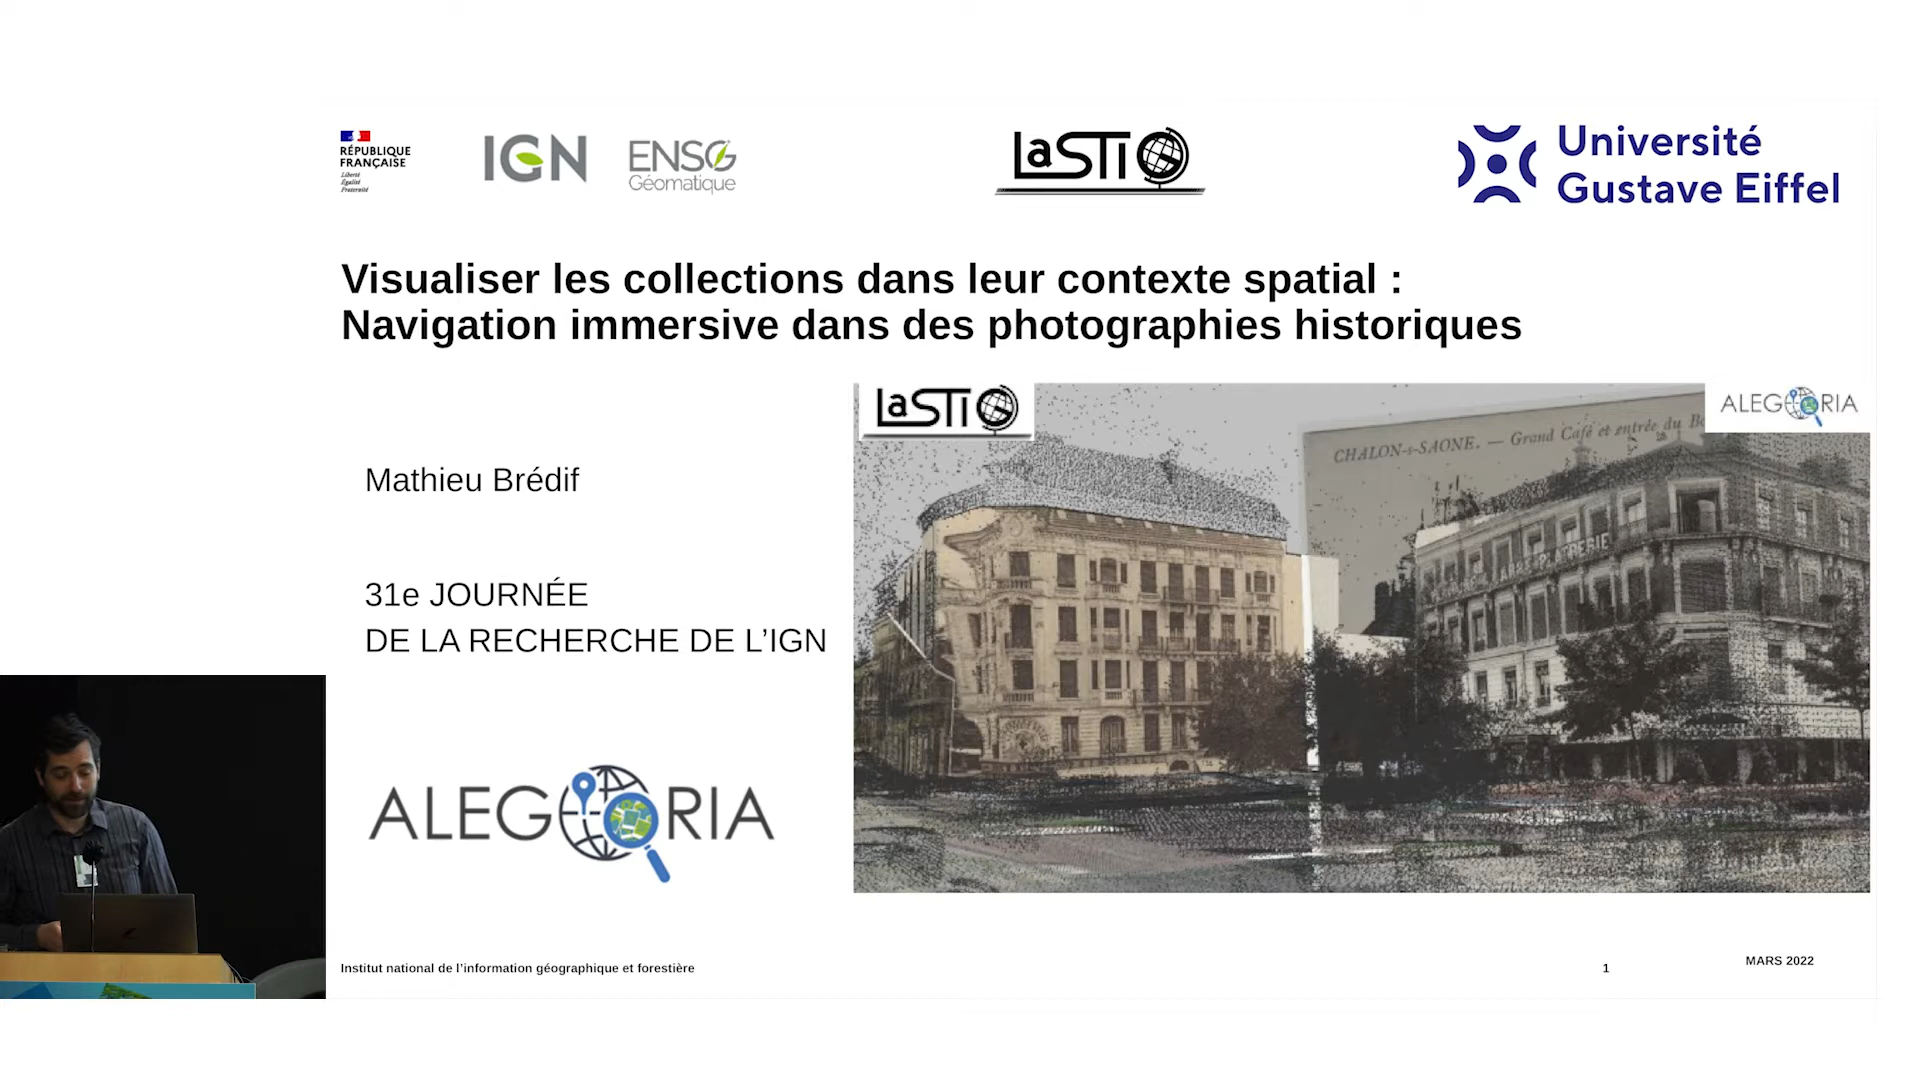 RÉPUBLIQUE
FRANÇAISE
Liberté
Égalité
Fraternité
IGN
ENSG
Géomatique
LaSTIG
Université
Gustave Eiffel
Visualiser les collections dans leur contexte spatial :
Navigation immersive dans des photographies historiques
Mathieu Brédif
31e JOURNÉE
DE LA RECHERCHE DE L’IGN
ALEGORIA
LaSTIG
ALEGORIA
CHALON-s-SAONE. — Grand Café et entrée du
Institut national de l’information géographique et forestière
1
MARS 2022